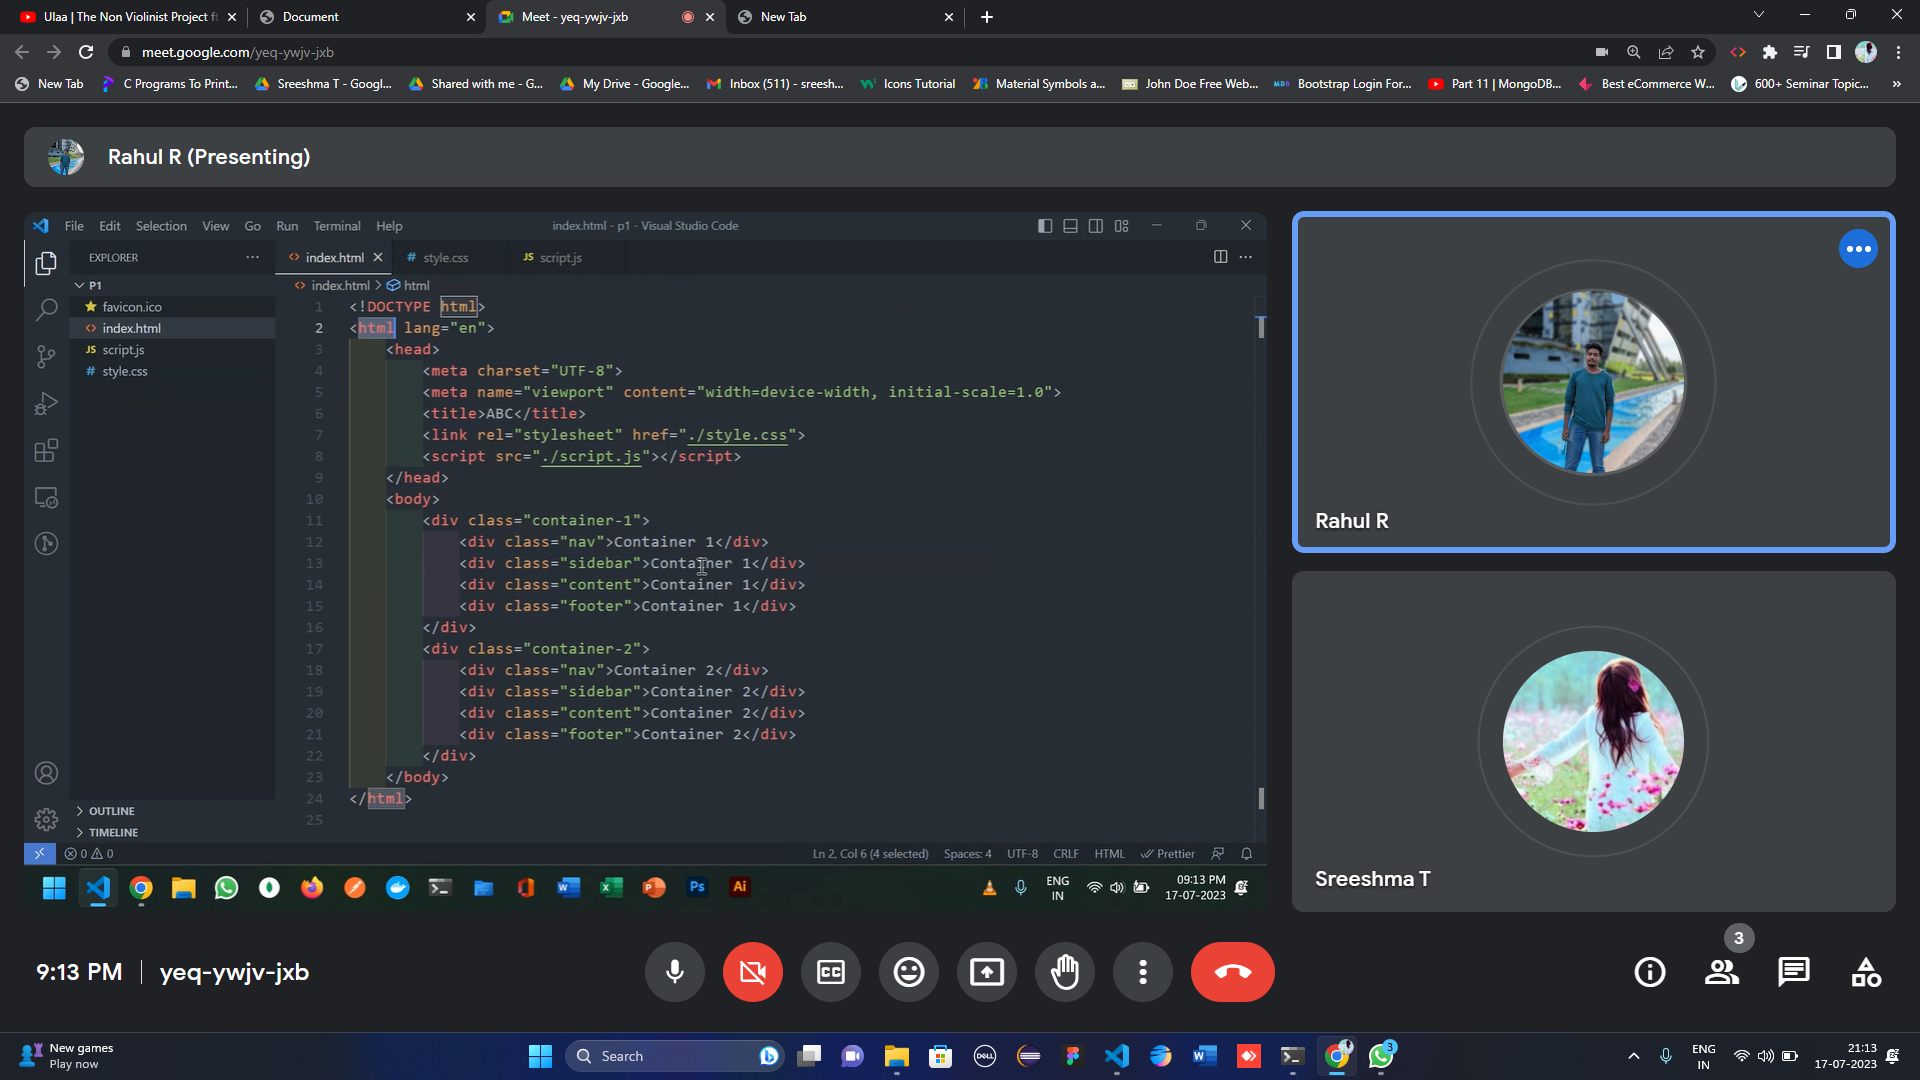 Ulaa | The Non Violinist Project ft
Document
Meet - yeq-ywjv-jxb
New Tab
meet.google.com/yeq-ywjv-jxb
New Tab
C Programs To Print...
Sreeshma T - Googl...
Shared with me - G...
My Drive - Google...
Inbox (511) - sreesh...
Icons Tutorial
Material Symbols a...
John Doe Free Web...
Bootstrap Login For...
Part 11 | MongoDB...
Best eCommerce W...
600+ Seminar Topic...
»
Rahul R (Presenting)
File Edit Selection View Go Run Terminal Help
index.html - p1 - Visual Studio Code
EXPLORER
index.html
# style.css
JS script.js
P1
favicon.ico
index.html
JS script.js
# style.css
index.html > html
1 <!DOCTYPE html>
2 <html lang="en">
3 <head>
4 <meta charset="UTF-8">
5 <meta name="viewport" content="width=device-width, initial-scale=1.0">
6 <title>ABC</title>
7 <link rel="stylesheet" href="./style.css">
8 <script src="./script.js"></script>
9 </head>
10 <body>
11 <div class="container-1">
12 <div class="nav">Container 1</div>
13 <div class="sidebar">Container 1</div>
14 <div class="content">Container 1</div>
15 <div class="footer">Container 1</div>
16 </div>
17 <div class="container-2">
18 <div class="nav">Container 2</div>
19 <div class="sidebar">Container 2</div>
20 <div class="content">Container 2</div>
21 <div class="footer">Container 2</div>
22 </div>
23 </body>
24 </html>
25
OUTLINE
TIMELINE
0 0
Ln 2, Col 6 (4 selected) Spaces: 4 UTF-8 CRLF HTML Prettier
Ps
Ai
ENG
IN
09:13 PM
17-07-2023
Rahul R
Sreeshma T
9:13 PM
yeq-ywjv-jxb
CC
3
New games
Play now
Search
DELL
3
ENG
IN
21:13
17-07-2023